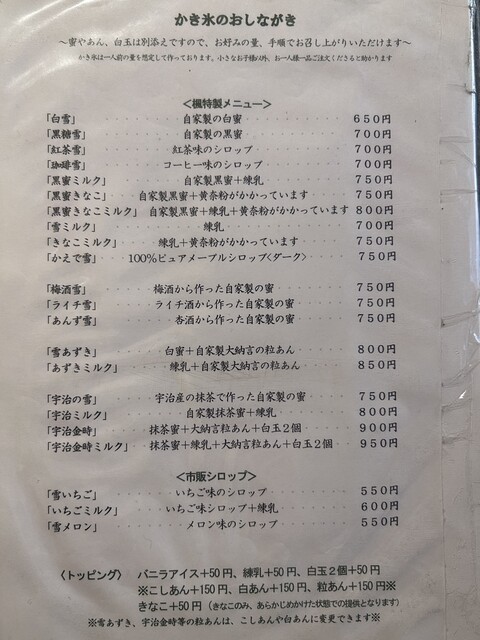 かき氷のおしながき
～蜜やあん、白玉は別添えですので、お好みの量、手順でお召し上がりいただけます～
かき氷は一人前の量を想定して作っております。小さなお子様以外、お一人様一品ご注文くださると助かります
＜楓特製メニュー＞
「白雪」・・・・・・・自家製の白蜜・・・・・・・６５０円
「黒糖雪」・・・・・・自家製の黒蜜・・・・・・・７００円
「紅茶雪」・・・・・・紅茶味のシロップ・・・・・・７００円
「珈琲雪」・・・・・・コーヒー味のシロップ・・・・・７００円
「黒蜜ミルク」・・・・・自家製黒蜜＋練乳・・・・・・７５０円
「黒蜜きなこ」・・・自家製黒蜜＋黄奈粉がかかっています・・・７５０円
「黒蜜きなこミルク」自家製黒蜜＋練乳＋黄奈粉がかかっています ８００円
「雪ミルク」・・・・・・・練乳・・・・・・・・７００円
「きなこミルク」・・・練乳＋黄奈粉がかかっています・・・・７５０円
「かえで雪」・・・100％ピュアメープルシロップ<ダーク>・・・７５０円
「梅酒雪」・・・・・梅酒から作った自家製の蜜・・・・・７５０円
「ライチ雪」・・・・ライチ酒から作った自家製の蜜・・・・７５０円
「あんず雪」・・・・・杏酒から作った自家製の蜜・・・・・７５０円
「雪あずき」・・・・・白蜜＋自家製大納言の粒あん・・・・・８００円
「あずきミルク」・・・・練乳＋自家製大納言の粒あん・・・・８５０円
「宇治の雪」・・・・宇治産の抹茶で作った自家製の蜜・・・・７５０円
「宇治ミルク」・・・・・自家製抹茶蜜＋練乳・・・・・・８００円
「宇治金時」・・・・抹茶蜜＋大納言粒あん＋白玉２個・・・・９００円
「宇治金時ミルク」・・抹茶蜜＋練乳＋大納言粒あん＋白玉２個・・・９５０円
＜市販シロップ＞
「雪いちご」・・・・・・いちご味のシロップ・・・・・・５５０円
「いちごミルク」・・・・いちご味のシロップ＋練乳・・・・・６００円
「雪メロン」・・・・・・メロン味のシロップ・・・・・・５５０円
〈トッピング〉 バニラアイス＋50円、練乳＋50円、白玉２個＋50円
※こしあん＋150円、白あん＋150円、粒あん＋150円※
きなこ＋50円（きなこのみ、あらかじめかけた状態での提供となります）
※雪あずき、宇治金時等の粒あんは、こしあんや白あんに変更できます※